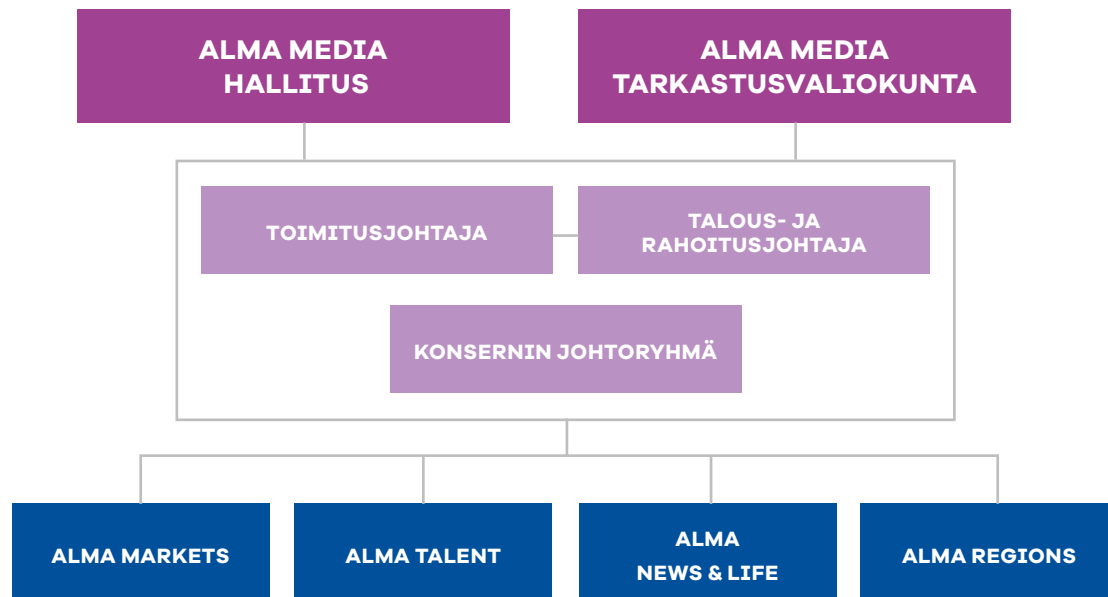 ALMA MEDIA
HALLITUS
ALMA MEDIA
TARKASTUSVALIOKUNTA
TOIMITUSJOHTAJA
TALOUS- JA
RAHOITUSJOHTAJA
KONSERNIN JOHTORYHMÄ
ALMA MARKETS
ALMA TALENT
ALMA
NEWS & LIFE
ALMA REGIONS